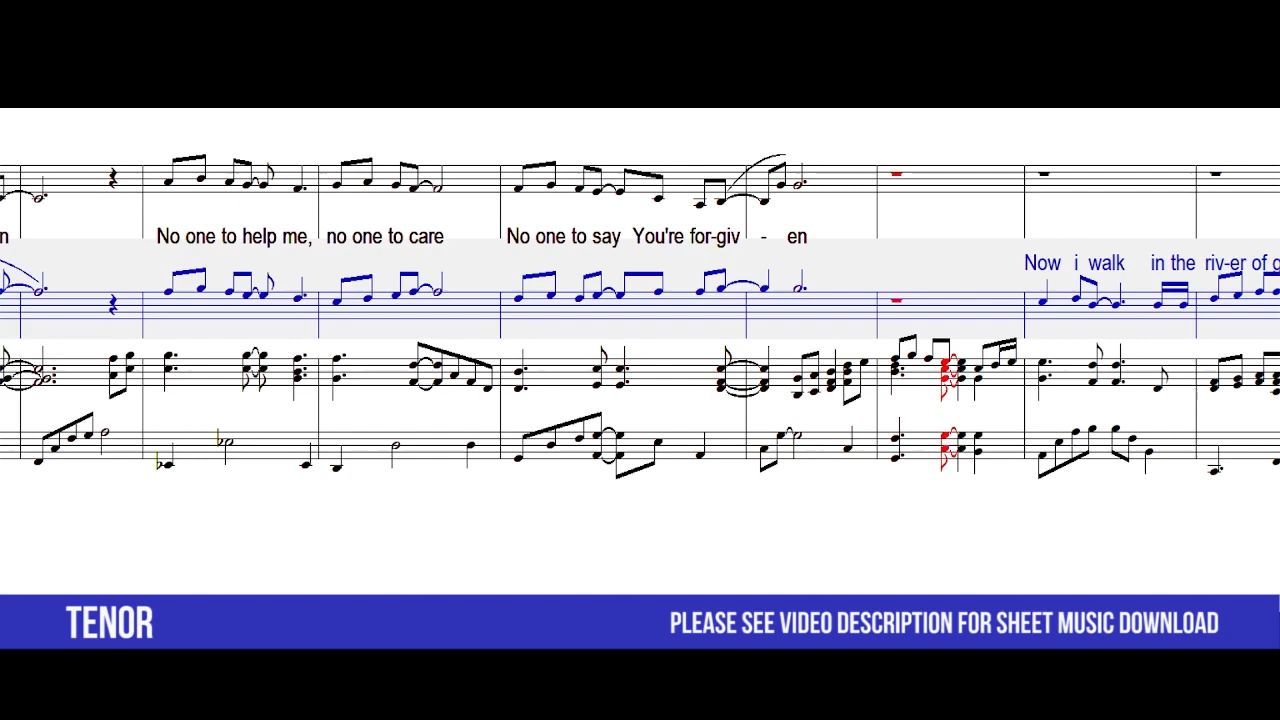 n No one to help me, no one to care No one to say You're for-giv - en
Now i walk in the riv-er of g
TENOR
PLEASE SEE VIDEO DESCRIPTION FOR SHEET MUSIC DOWNLOAD